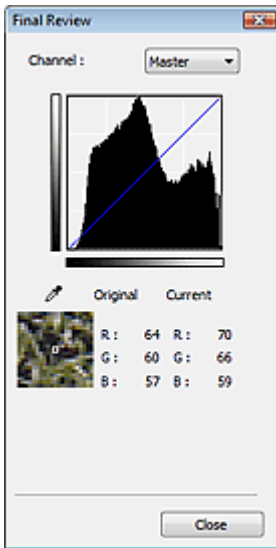 Final Review
Channel : Master
Original Current
R : 64 R : 70
G : 60 G : 66
B : 57 B : 59
Close